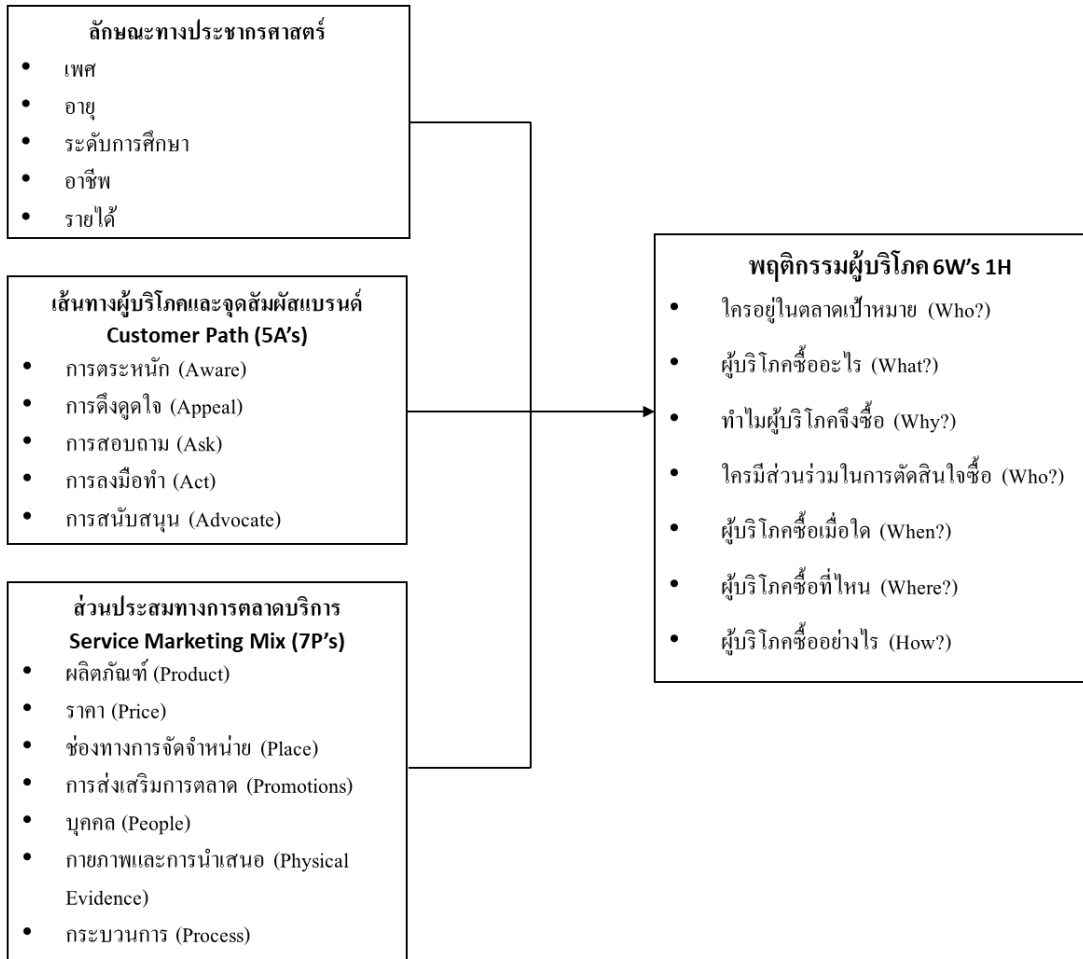 ลักษณะทางประชากรศาสตร์
• เพศ
• อายุ
• ระดับการศึกษา
• อาชีพ
• รายได้
เส้นทางผู้บริโภคและจุดสัมผัสแบรนด์
Customer Path (5A's)
• การตระหนัก (Aware)
• การดึงดูดใจ (Appeal)
• การสอบถาม (Ask)
• การลงมือทำ (Act)
• การสนับสนุน (Advocate)
ส่วนประสมทางการตลาดบริการ
Service Marketing Mix (7P's)
• ผลิตภัณฑ์ (Product)
• ราคา (Price)
• ช่องทางการจัดจำหน่าย (Place)
• การส่งเสริมการตลาด (Promotions)
• บุคคล (People)
• กายภาพและการนำเสนอ (Physical
Evidence)
• กระบวนการ (Process)
พฤติกรรมผู้บริโภค 6W's 1H
• ใครอยู่ในตลาดเป้าหมาย (Who?)
• ผู้บริโภคซื้ออะไร (What?)
• ทำไมผู้บริโภคจึงซื้อ (Why?)
• ใครมีส่วนร่วมในการตัดสินใจซื้อ (Who?)
• ผู้บริโภคซื้อเมื่อใด (When?)
• ผู้บริโภคซื้อที่ไหน (Where?)
• ผู้บริโภคซื้ออย่างไร (How?)